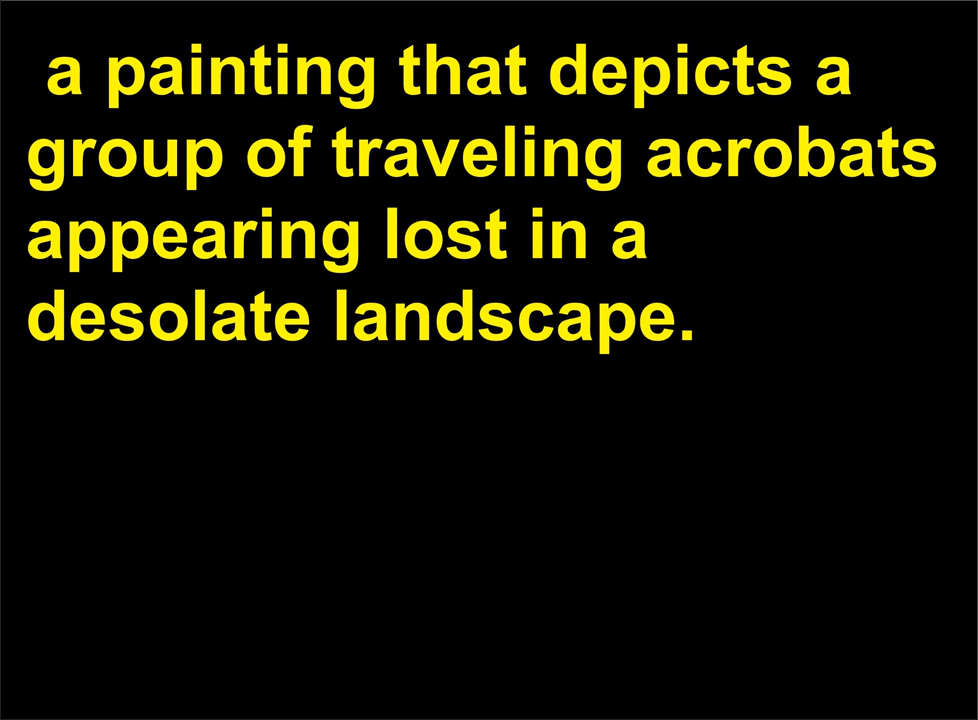 a painting that depicts a
group of traveling acrobats
appearing lost in a
desolate landscape.